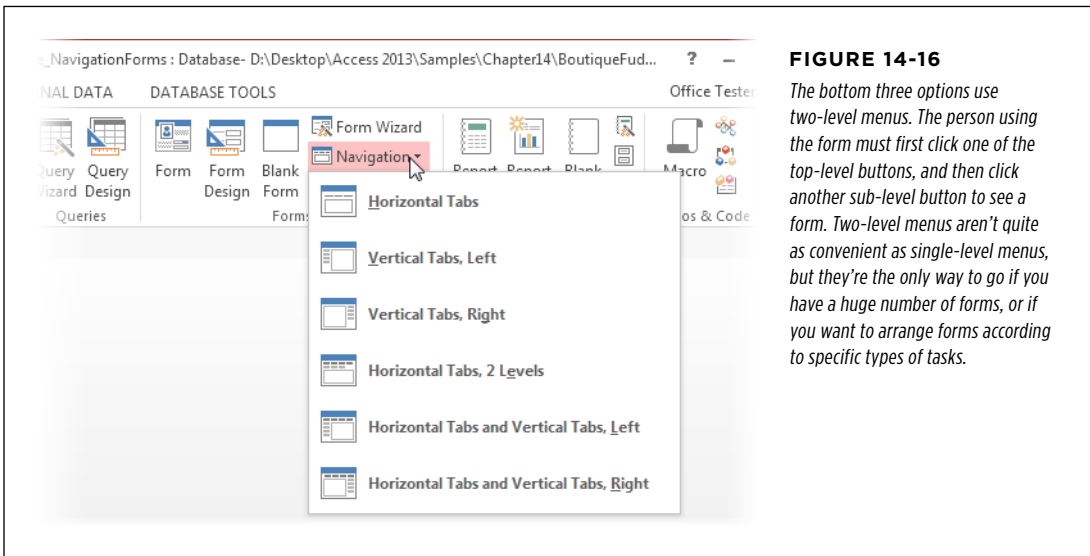 _NavigationForms : Database- D:\Desktop\Access 2013\Samples\Chapter14\BoutiqueFud... ? –
NAL DATA DATABASE TOOLS Office Tester
Form Wizard
Navigation
Query Wizard
Query Design
Form
Form Design
Blank Form
Report Report Blank
Macro
Queries
Forms
os & Code
Horizontal Tabs
Vertical Tabs, Left
Vertical Tabs, Right
Horizontal Tabs, 2 Levels
Horizontal Tabs and Vertical Tabs, Left
Horizontal Tabs and Vertical Tabs, Right
FIGURE 14-16
The bottom three options use
two-level menus. The person using
the form must first click one of the
top-level buttons, and then click
another sub-level button to see a
form. Two-level menus aren't quite
as convenient as single-level menus,
but they're the only way to go if you
have a huge number of forms, or if
you want to arrange forms according
to specific types of tasks.